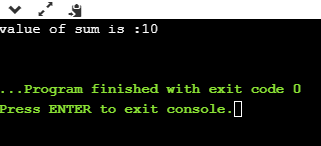 value of sum is :10
...Program finished with exit code 0
Press ENTER to exit console.